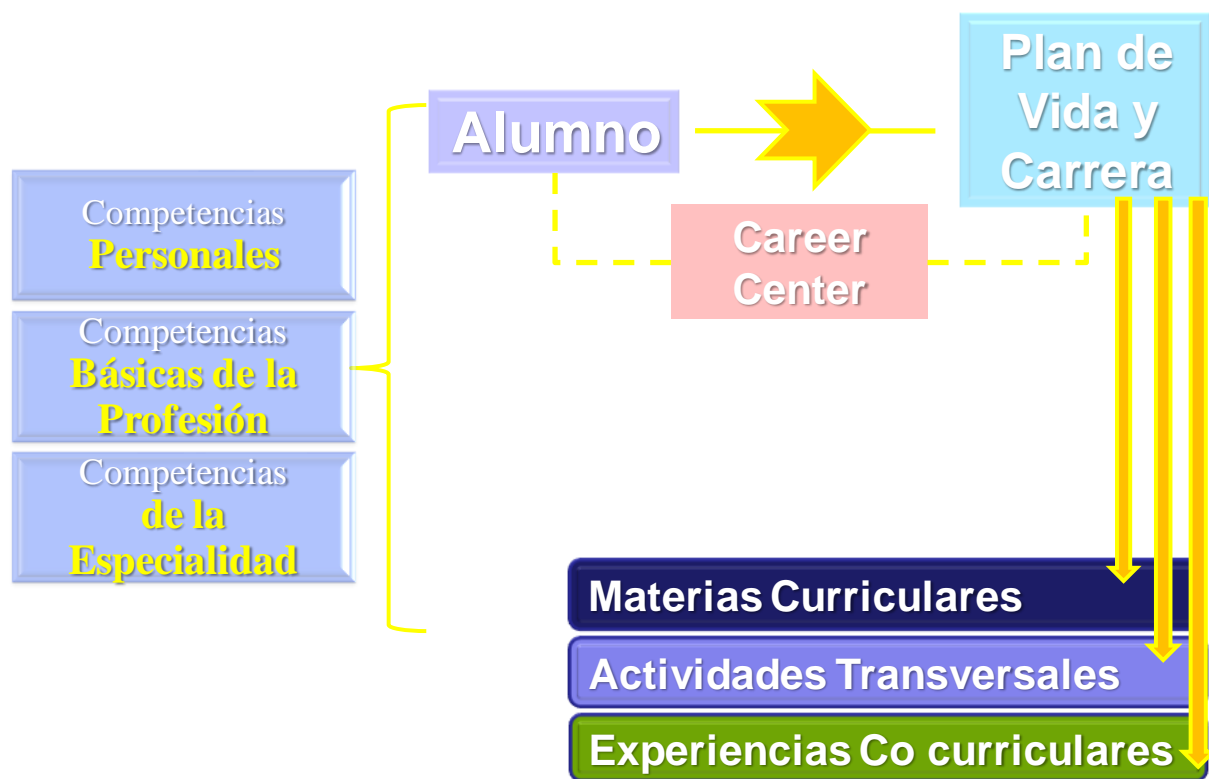 Competencias
Personales
Competencias
Básicas de la
Profesión
Competencias
de la
Especialidad
Alumno
Plan de
Vida y
Carrera
Career
Center
Materias Curriculares
Actividades Transversales
Experiencias Co curriculares